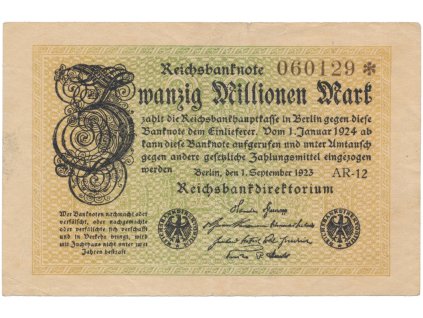 Reichsbanknote 060129 *
Zwanzig Millionen Mark
zahlt die Reichsbankhauptkasse in Berlin gegen diese
Banknote dem Einlieferer. Vom 1. Januar 1924 ab
kann diese Banknote aufgerufen und unter Umtausch
gegen andere gesetzliche Zahlungsmittel eingezogen
werden Berlin, den 1. September 1923 AR-12
Reichsbankdirektorium
Wer Banknoten nachmacht oder
verfälscht, oder nachgemachte
oder verfälschte sich verschafft
und in Verkehr bringt, wird
mit Zuchthaus nicht unter zwei
Jahren bestraft.